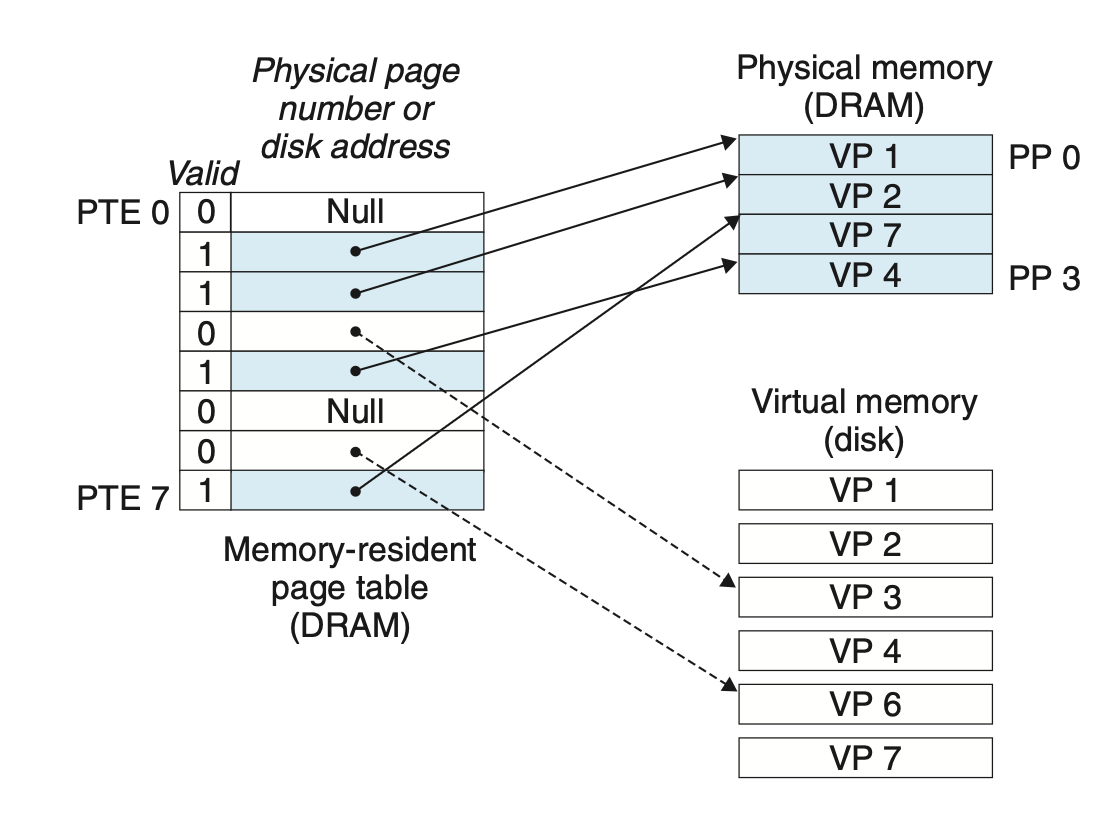 Physical page
number or
disk address
Valid
PTE 0 0 Null
1
1
0
1
0 Null
0
PTE 7 1
Memory-resident
page table
(DRAM)
Physical memory
(DRAM)
VP 1 PP 0
VP 2
VP 7
VP 4 PP 3
Virtual memory
(disk)
VP 1
VP 2
VP 3
VP 4
VP 6
VP 7